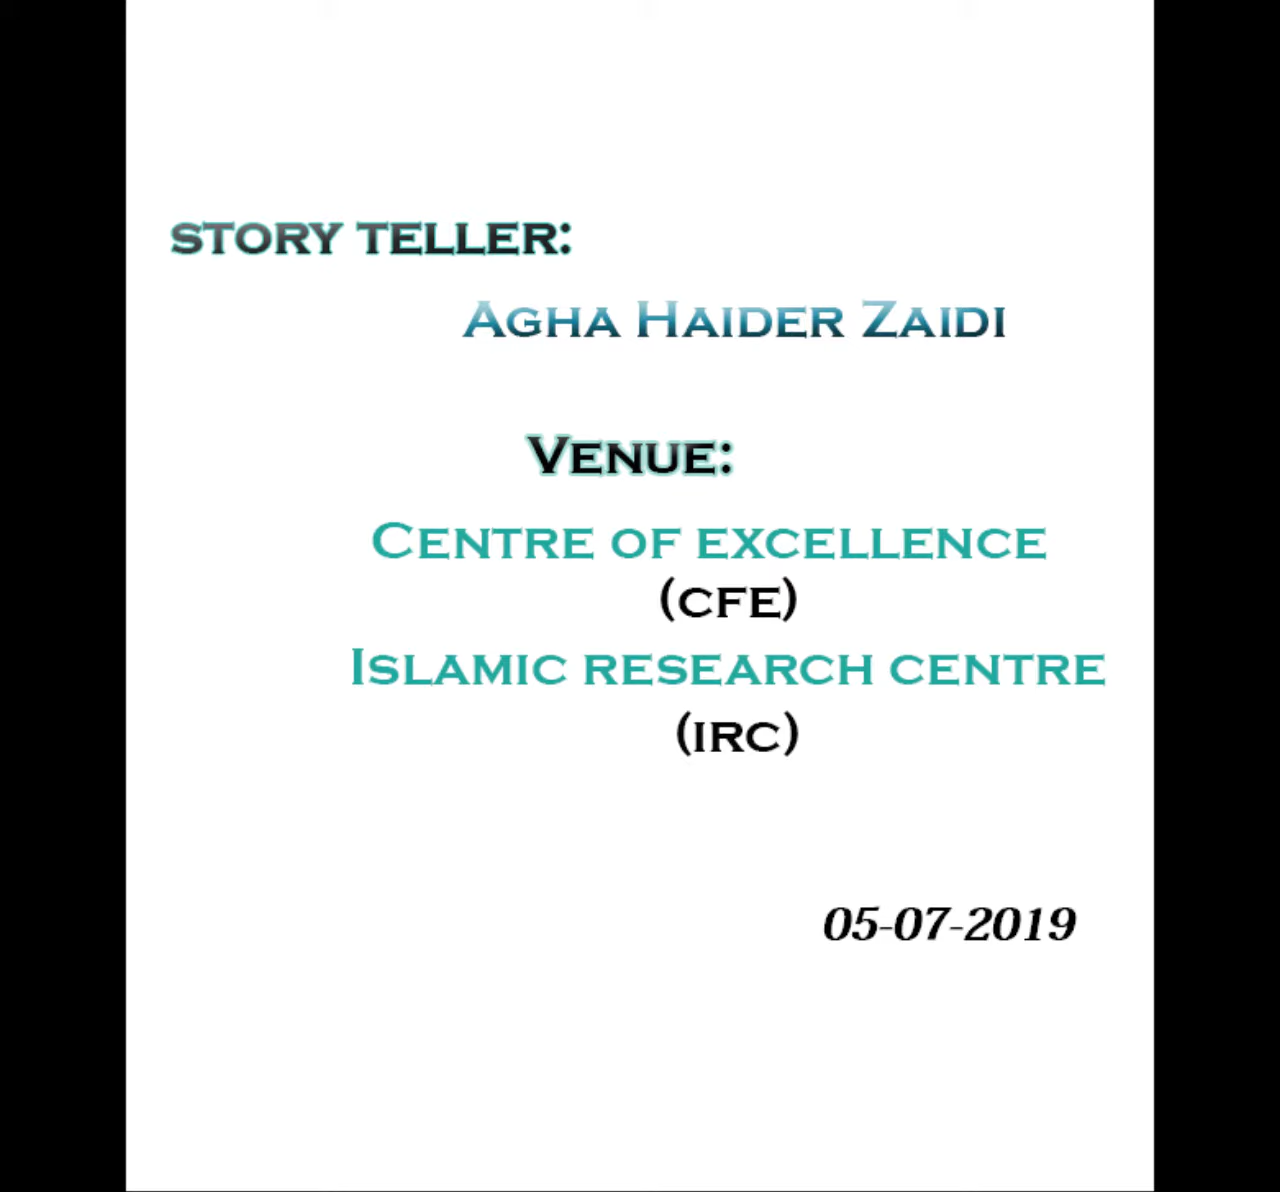 STORY TELLER:
AGHA HAIDER ZAIDI
VENUE:
CENTRE OF EXCELLENCE
(CFE)
ISLAMIC RESEARCH CENTRE
(IRC)
05-07-2019